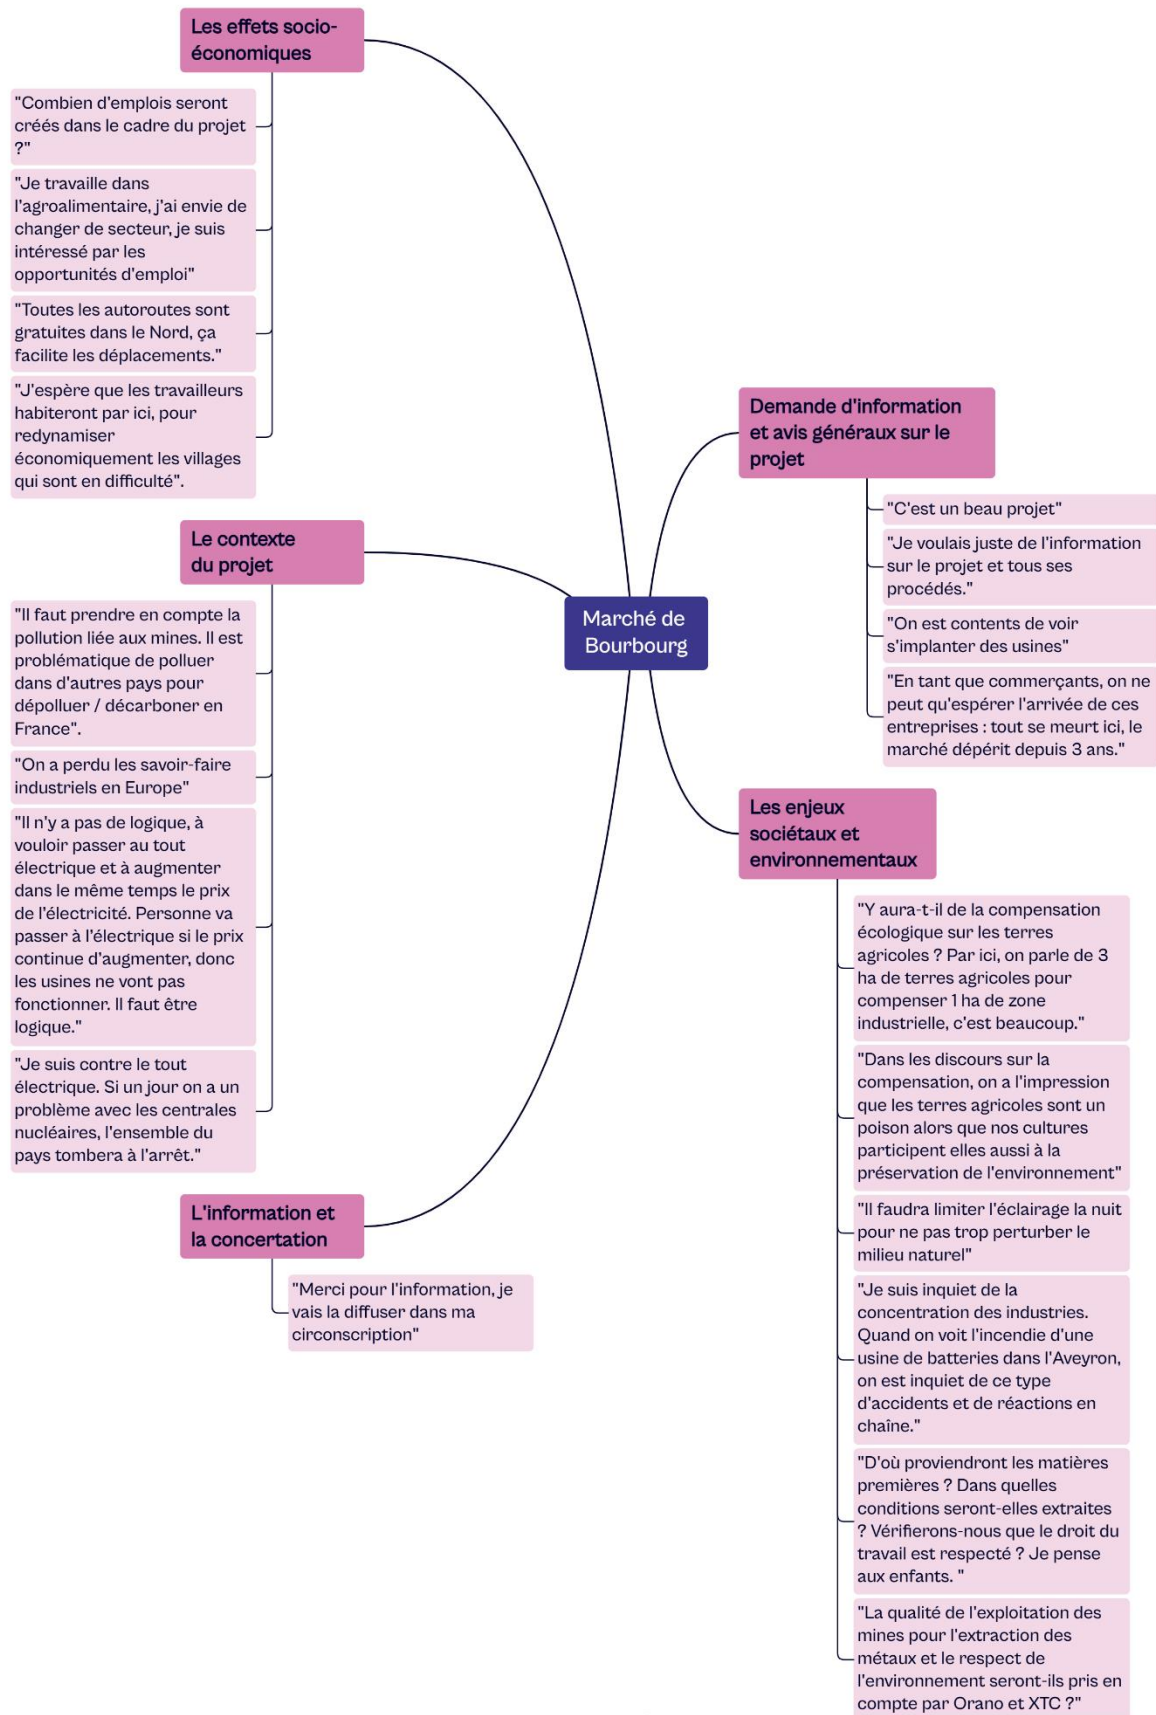 Les effets socio-
économiques
"Combien d'emplois seront
créés dans le cadre du projet
?"
"Je travaille dans
l'agroalimentaire, j'ai envie de
changer de secteur, je suis
intéressé par les
opportunités d'emploi"
"Toutes les autoroutes sont
gratuites dans le Nord, ça
facilite les déplacements."
"J'espère que les travailleurs
habiteront par ici, pour
redynamiser
économiquement les villages
qui sont en difficulté".
Le contexte
du projet
"Il faut prendre en compte la
pollution liée aux mines. Il est
problématique de polluer
dans d'autres pays pour
dépolluer / décarboner en
France".
"On a perdu les savoir-faire
industriels en Europe"
"Il n'y a pas de logique, à
vouloir passer au tout
électrique et à augmenter
dans le même temps le prix
de l'électricité. Personne va
passer à l'électrique si le prix
continue d'augmenter, donc
les usines ne vont pas
fonctionner. Il faut être
logique."
"Je suis contre le tout
électrique. Si un jour on a un
problème avec les centrales
nucléaires, l'ensemble du
pays tombera à l'arrêt."
L'information et
la concertation
"Merci pour l'information, je
vais la diffuser dans ma
circonscription"
Marché de
Bourbourg
Demande d'information
et avis généraux sur le
projet
"C'est un beau projet"
"Je voulais juste de l'information
sur le projet et tous ses
procédés."
"On est contents de voir
s'implanter des usines"
"En tant que commerçants, on ne
peut qu'espérer l'arrivée de ces
entreprises : tout se meurt ici, le
marché dépérit depuis 3 ans."
Les enjeux
sociétaux et
environnementaux
"Y aura-t-il de la compensation
écologique sur les terres
agricoles ? Par ici, on parle de 3
ha de terres agricoles pour
compenser 1 ha de zone
industrielle, c'est beaucoup."
"Dans les discours sur la
compensation, on a l'impression
que les terres agricoles sont un
poison alors que nos cultures
participent elles aussi à la
préservation de l'environnement"
"Il faudra limiter l'éclairage la nuit
pour ne pas trop perturber le
milieu naturel"
"Je suis inquiet de la
concentration des industries.
Quand on voit l'incendie d'une
usine de batteries dans l'Aveyron,
on est inquiet de ce type
d'accidents et de réactions en
chaîne."
"D'où proviendront les matières
premières ? Dans quelles
conditions seront-elles extraites
? Vérifierons-nous que le droit du
travail est respecté ? Je pense
aux enfants. "
"La qualité de l'exploitation des
mines pour l'extraction des
métaux et le respect de
l'environnement seront-ils pris en
compte par Orano et XTC ?"